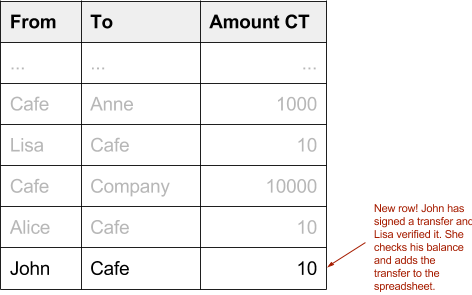 From To Amount CT
... ... ...
Cafe Anne 1000
Lisa Cafe 10
Cafe Company 10000
Alice Cafe 10
John Cafe 10
New row! John has
signed a transfer and
Lisa verified it. She
checks his balance
and adds the
transfer to the
spreadsheet.